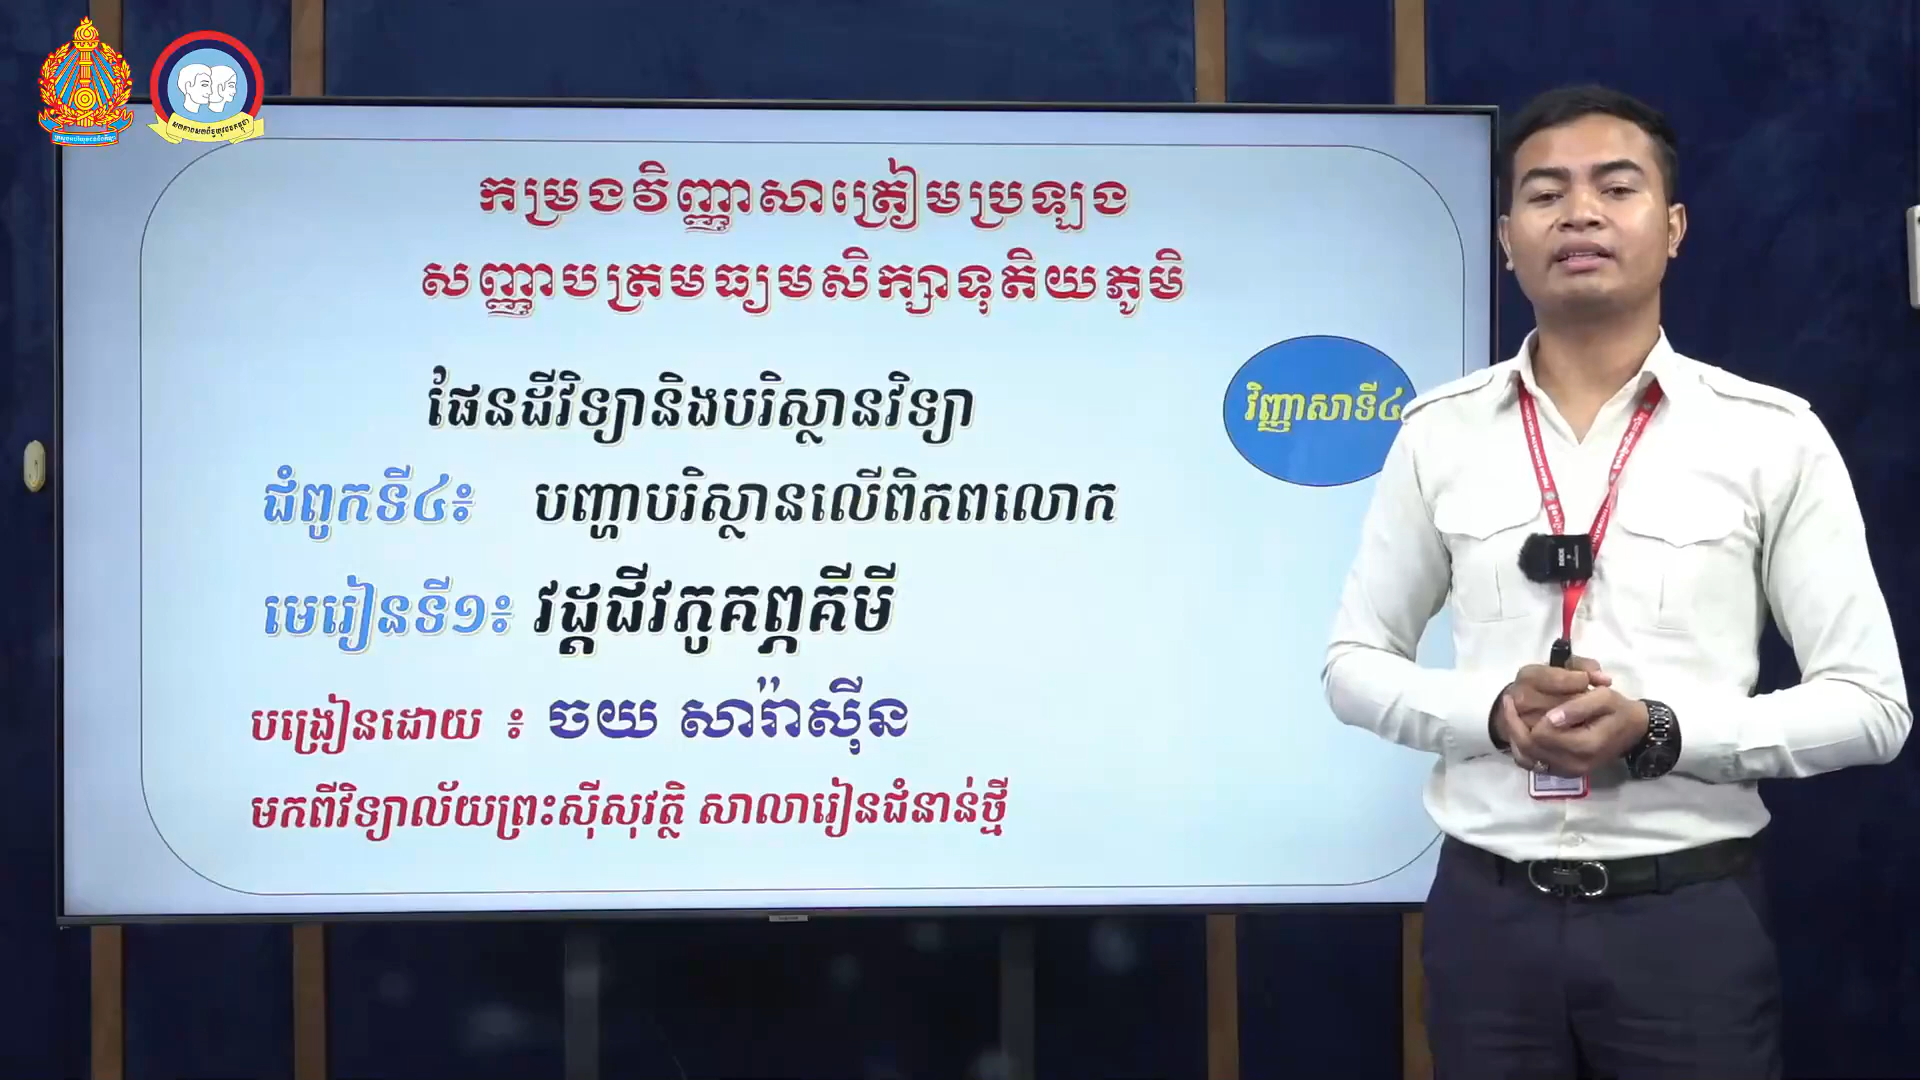 កម្រងវិញ្ញាសាត្រៀមប្រឡង
សញ្ញាបត្រមធ្យមសិក្សាទុតិយភូមិ
ផែនដីវិទ្យានិងបរិស្ថានវិទ្យា
វិញ្ញាសាទី៤
ជំពូកទី៤៖ បញ្ហាបរិស្ថានលើពិភពលោក
មេរៀនទី១៖ វដ្តជីវភូគព្ភគីមី
បង្រៀនដោយ ៖ ចយ សារ៉ាស៊ីន
មកពីវិទ្យាល័យព្រះស៊ីសុវត្ថិ សាលារៀនជំនាន់ថ្មី